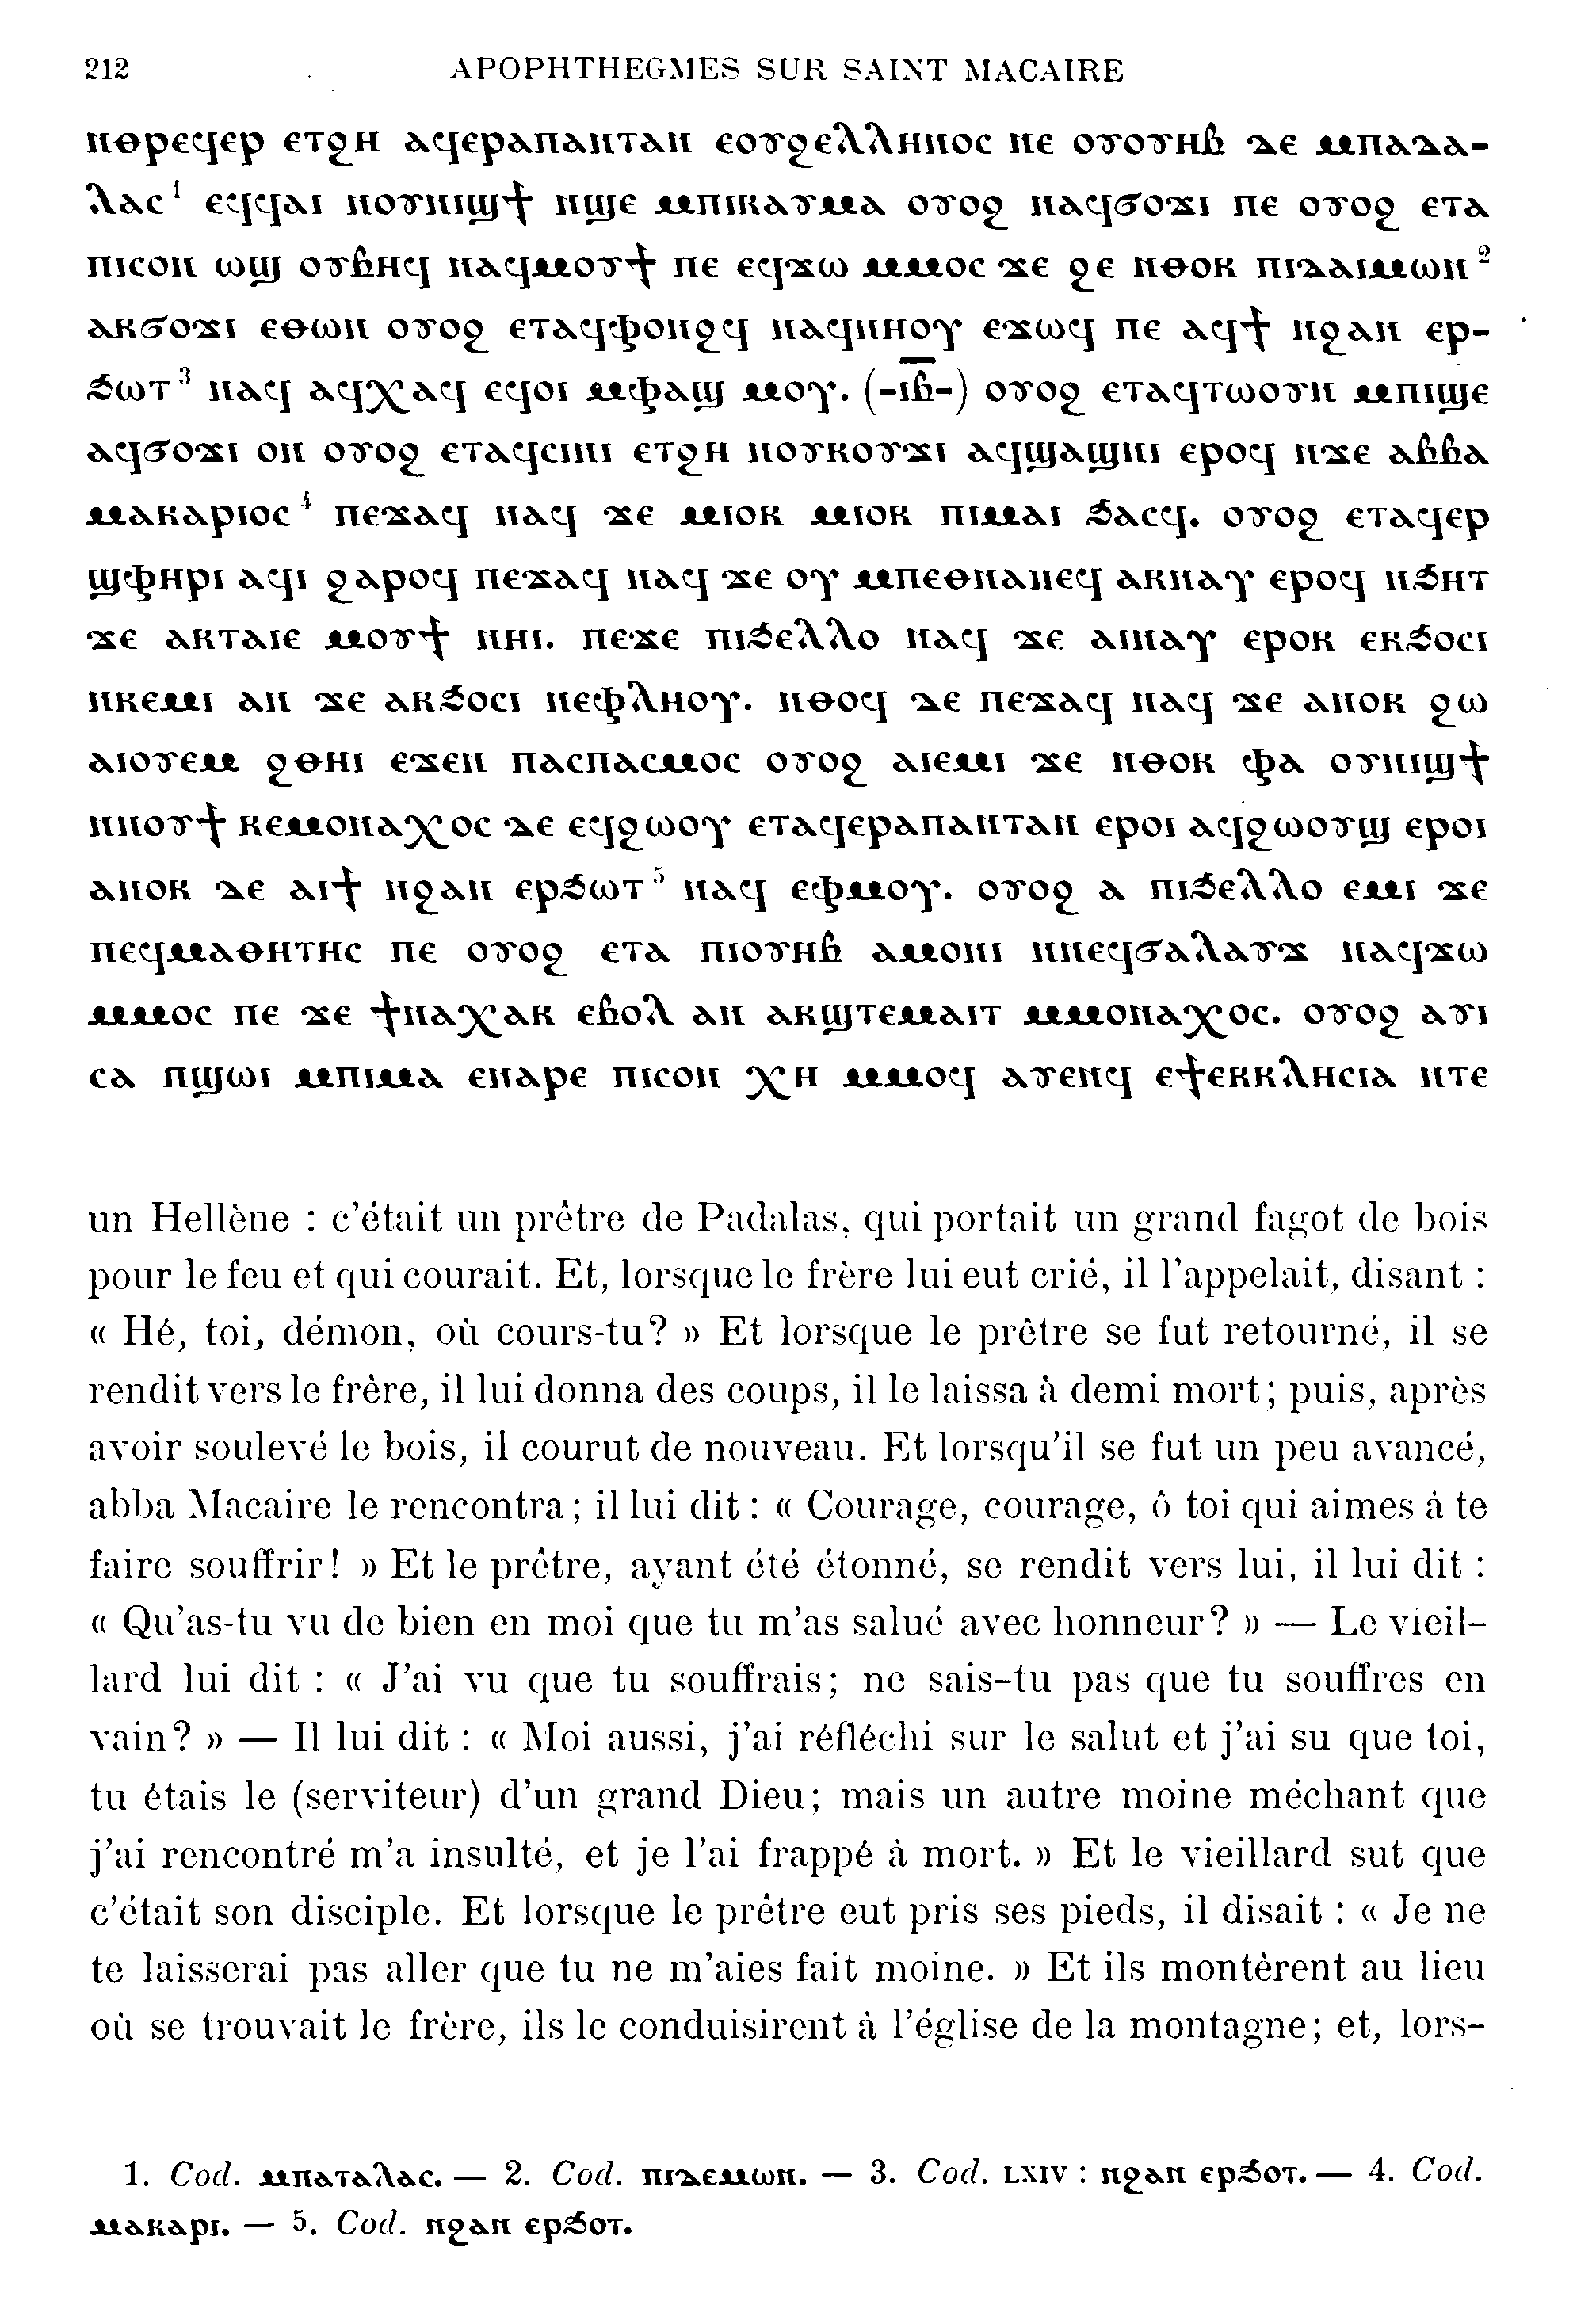 212 APOPHTHEGMES SUR SAINT MACAIRE
ⲛⲑⲣⲉϥⲉⲣ ⲉⲧϩⲏ ⲁϥⲉⲣⲁⲡⲁⲛⲧⲁⲛ ⲉⲟⲩϩⲉⲗⲗⲏⲛⲟⲥ ⲛⲉ ⲟⲩⲟⲩⲏⲃ ⲇⲉ ⲙⲡⲁⲇⲁ-
ⲗⲁⲥ¹ ⲉϥϥⲁⲓ ⲛⲟⲩⲛⲓϣϯ ⲛϣⲉ ⲙⲡⲓⲕⲁⲩⲙⲁ ⲟⲩⲟϩ ⲛⲁϥϭⲟϫⲓ ⲡⲉ ⲟⲩⲟϩ ⲉⲧⲁ
ⲡⲓⲥⲟⲛ ⲱϣ ⲟⲩⲃⲏϥ ⲛⲁϥⲙⲟⲩϯ ⲡⲉ ⲉϥϫⲱ ⲙⲙⲟⲥ ϫⲉ ϩⲉ ⲛⲑⲟⲕ ⲡⲓⲇⲁⲓⲙⲱⲛ²
ⲁⲕϭⲟϫⲓ ⲉⲑⲱⲛ ⲟⲩⲟϩ ⲉⲧⲁϥⲫⲟⲛϩϥ ⲛⲁϥⲛⲏⲟⲩ ⲉϫⲱϥ ⲡⲉ ⲁϥϯ ⲛϩⲁⲛ ⲉⲣ-
ϧⲱⲧ³ ⲛⲁϥ ⲁϥⲭⲁϥ ⲉϥⲟⲓ ⲙⲫⲁϣ ⲙⲟⲩ. (-ⲓ̅ⲃ̅-) ⲟⲩⲟϩ ⲉⲧⲁϥⲧⲱⲟⲩⲛ ⲙⲡⲓϣⲉ
ⲁϥϭⲟϫⲓ ⲟⲛ ⲟⲩⲟϩ ⲉⲧⲁϥⲥⲓⲛⲓ ⲉⲧϩⲏ ⲛⲟⲩⲕⲟⲩϫⲓ ⲁϥϣⲁϣⲛⲓ ⲉⲣⲟϥ ⲛϫⲉ ⲁⲃⲃⲁ
ⲙⲁⲕⲁⲣⲓⲟⲥ⁴ ⲡⲉϫⲁϥ ⲛⲁϥ ϫⲉ ⲙⲓⲟⲕ ⲙⲓⲟⲕ ⲡⲓⲙⲁⲓ ϧⲁⲥϥ. ⲟⲩⲟϩ ⲉⲧⲁϥⲉⲣ
ϣⲫⲏⲣⲓ ⲁϥⲓ ϩⲁⲣⲟϥ ⲡⲉϫⲁϥ ⲛⲁϥ ϫⲉ ⲟⲩ ⲙⲡⲉⲑⲛⲁⲛⲉϥ ⲁⲕⲛⲁⲩ ⲉⲣⲟϥ ⲛϧⲏⲧ
ϫⲉ ⲁⲕⲧⲁⲓⲉ ⲙⲟⲩϯ ⲛⲏⲓ. ⲡⲉϫⲉ ⲡⲓϧⲉⲗⲗⲟ ⲛⲁϥ ϫⲉ ⲁⲓⲛⲁⲩ ⲉⲣⲟⲕ ⲉⲕϧⲟⲥⲓ
ⲛⲕⲉⲙⲓ ⲁⲛ ϫⲉ ⲁⲕϧⲟⲥⲓ ⲛⲉⲫⲗⲏⲟⲩ. ⲛⲑⲟϥ ⲇⲉ ⲡⲉϫⲁϥ ⲛⲁϥ ϫⲉ ⲁⲛⲟⲕ ϩⲱ
ⲁⲓⲟⲩⲉⲙ ϩⲑⲏⲓ ⲉϫⲉⲛ ⲡⲁⲥⲡⲁⲥⲙⲟⲥ ⲟⲩⲟϩ ⲁⲓⲉⲙⲓ ϫⲉ ⲛⲑⲟⲕ ⲫⲁ ⲟⲩⲛⲓϣϯ
ⲛⲛⲟⲩϯ ⲕⲉⲙⲟⲛⲁⲭⲟⲥ ⲇⲉ ⲉϥϩⲱⲟⲩ ⲉⲧⲁϥⲉⲣⲁⲡⲁⲛⲧⲁⲛ ⲉⲣⲟⲓ ⲁϥϩⲱⲟⲩϣ ⲉⲣⲟⲓ
ⲁⲛⲟⲕ ⲇⲉ ⲁⲓϯ ⲛϩⲁⲛ ⲉⲣϧⲱⲧ⁵ ⲛⲁϥ ⲉⲫⲙⲟⲩ. ⲟⲩⲟϩ ⲁ ⲡⲓϧⲉⲗⲗⲟ ⲉⲙⲓ ϫⲉ
ⲡⲉϥⲙⲁⲑⲏⲧⲏⲥ ⲡⲉ ⲟⲩⲟϩ ⲉⲧⲁ ⲡⲓⲟⲩⲏⲃ ⲁⲙⲟⲛⲓ ⲛⲛⲉϥϭⲁⲗⲁⲩϫ ⲛⲁϥϫⲱ
ⲙⲙⲟⲥ ⲡⲉ ϫⲉ ϯⲛⲁⲭⲁⲕ ⲉⲃⲟⲗ ⲁⲛ ⲁⲕϣⲧⲉⲙⲁⲓⲧ ⲙⲙⲟⲛⲁⲭⲟⲥ. ⲟⲩⲟϩ ⲁⲩⲓ
ⲥⲁ ⲡϣⲱⲓ ⲙⲡⲓⲙⲁ ⲉⲛⲁⲣⲉ ⲡⲓⲥⲟⲛ ⲭⲏ ⲙⲙⲟϥ ⲁⲩⲉⲛϥ ⲉϯⲉⲕⲕⲗⲏⲥⲓⲁ ⲛⲧⲉ
un Hellène : c'était un prêtre de Padalas, qui portait un grand fagot de bois
pour le feu et qui courait. Et, lorsque le frère lui eut crié, il l'appelait, disant :
« Hé, toi, démon, où cours-tu? » Et lorsque le prêtre se fut retourné, il se
rendit vers le frère, il lui donna des coups, il le laissa à demi mort; puis, après
avoir soulevé le bois, il courut de nouveau. Et lorsqu'il se fut un peu avancé,
abba Macaire le rencontra; il lui dit : « Courage, courage, ô toi qui aimes à te
faire souffrir! » Et le prêtre, ayant été étonné, se rendit vers lui, il lui dit :
« Qu'as-tu vu de bien en moi que tu m'as salué avec honneur? » — Le vieil-
lard lui dit : « J'ai vu que tu souffrais; ne sais-tu pas que tu souffres en
vain? » — Il lui dit : « Moi aussi, j'ai réfléchi sur le salut et j'ai su que toi,
tu étais le (serviteur) d'un grand Dieu; mais un autre moine méchant que
j'ai rencontré m'a insulté, et je l'ai frappé à mort. » Et le vieillard sut que
c'était son disciple. Et lorsque le prêtre eut pris ses pieds, il disait : « Je ne
te laisserai pas aller que tu ne m'aies fait moine. » Et ils montèrent au lieu
où se trouvait le frère, ils le conduisirent à l'église de la montagne; et, lors-
1. Cod. ⲙⲡⲁⲧⲁⲗⲁⲥ. — 2. Cod. ⲡⲓⲇⲉⲙⲱⲛ. — 3. Cod. LXIV : ⲛϩⲁⲛ ⲉⲣϧⲟⲧ. — 4. Cod.
ⲙⲁⲕⲁⲣⲓ. — 5. Cod. ⲛϩⲁⲛ ⲉⲣϧⲟⲧ.